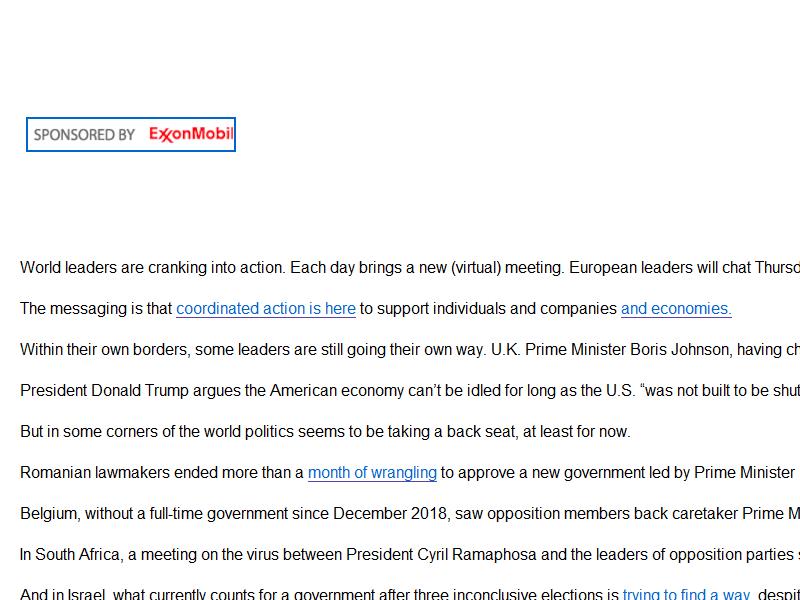 SPONSORED BY ExxonMobil
World leaders are cranking into action. Each day brings a new (virtual) meeting. European leaders will chat
The messaging is that coordinated action is here to support individuals and companies and economies.
Within their own borders, some leaders are still going their own way. U.K. Prime Minister Boris Johnson, having
President Donald Trump argues the American economy can’t be idled for long as the U.S. “was not built to be shut
But in some corners of the world politics seems to be taking a back seat, at least for now.
Romanian lawmakers ended more than a month of wrangling to approve a new government led by Prime Minister
Belgium, without a full-time government since December 2018, saw opposition members back caretaker Prime
In South Africa, a meeting on the virus between President Cyril Ramaphosa and the leaders of opposition parties
And in Israel, what currently counts for a government after three inconclusive elections is trying to find a way,